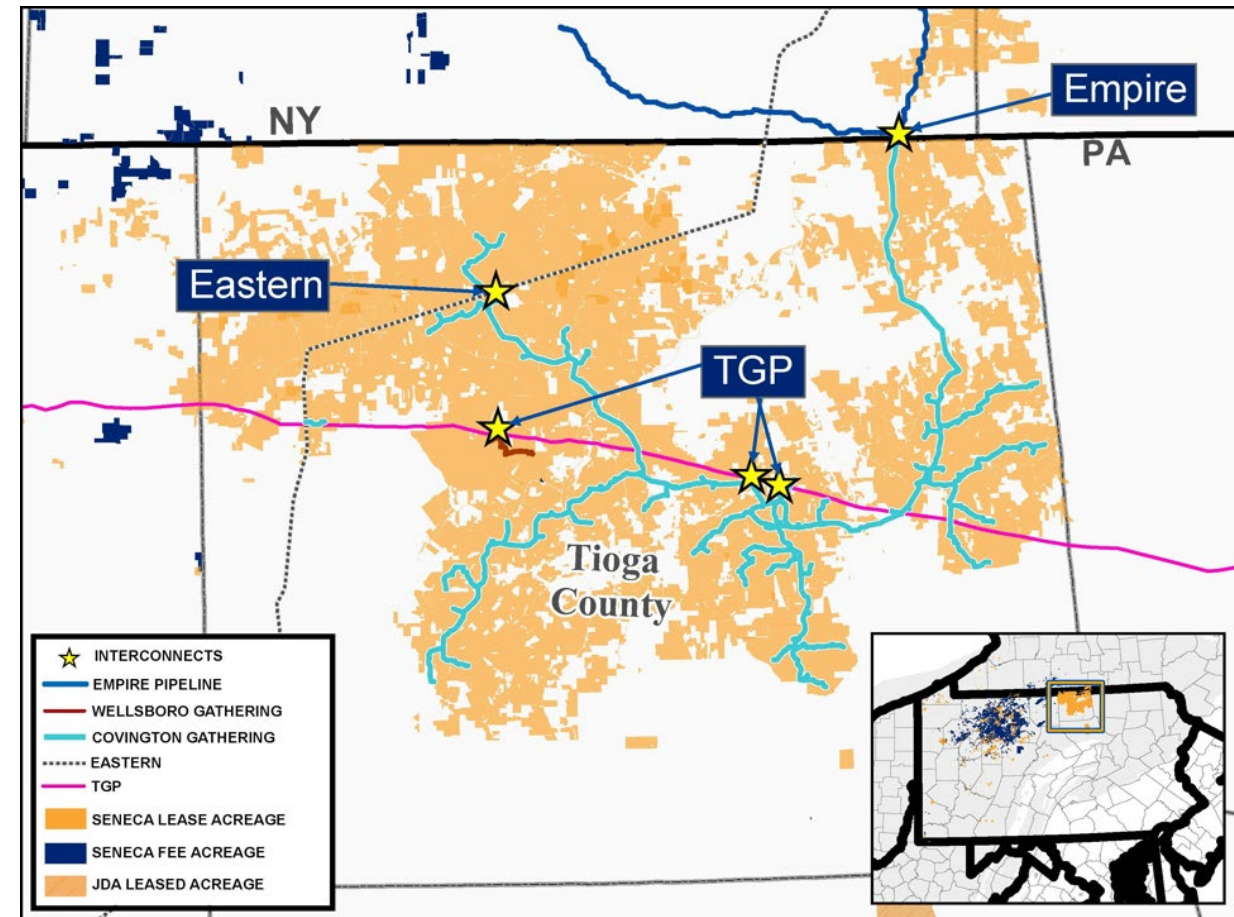 NY
Empire
PA
Eastern
TGP
Tioga
County
INTERCONNECTS
EMPIRE PIPELINE
WELLSBORO GATHERING
COVINGTON GATHERING
EASTERN
TGP
SENECA LEASE ACREAGE
SENECA FEE ACREAGE
JDA LEASED ACREAGE